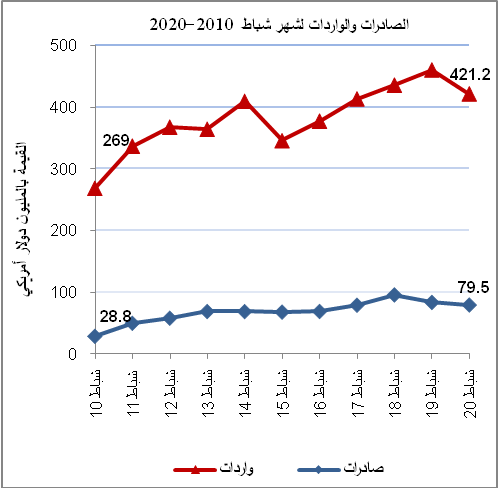 الصادرات والواردات لشهر شباط 2010-2020
القيمة بالمليون دولار أمريكي
500
400
300
200
100
0
269
421.2
28.8
79.5
شباط 10
شباط 11
شباط 12
شباط 13
شباط 14
شباط 15
شباط 16
شباط 17
شباط 18
شباط 19
شباط 20
واردات
صادرات